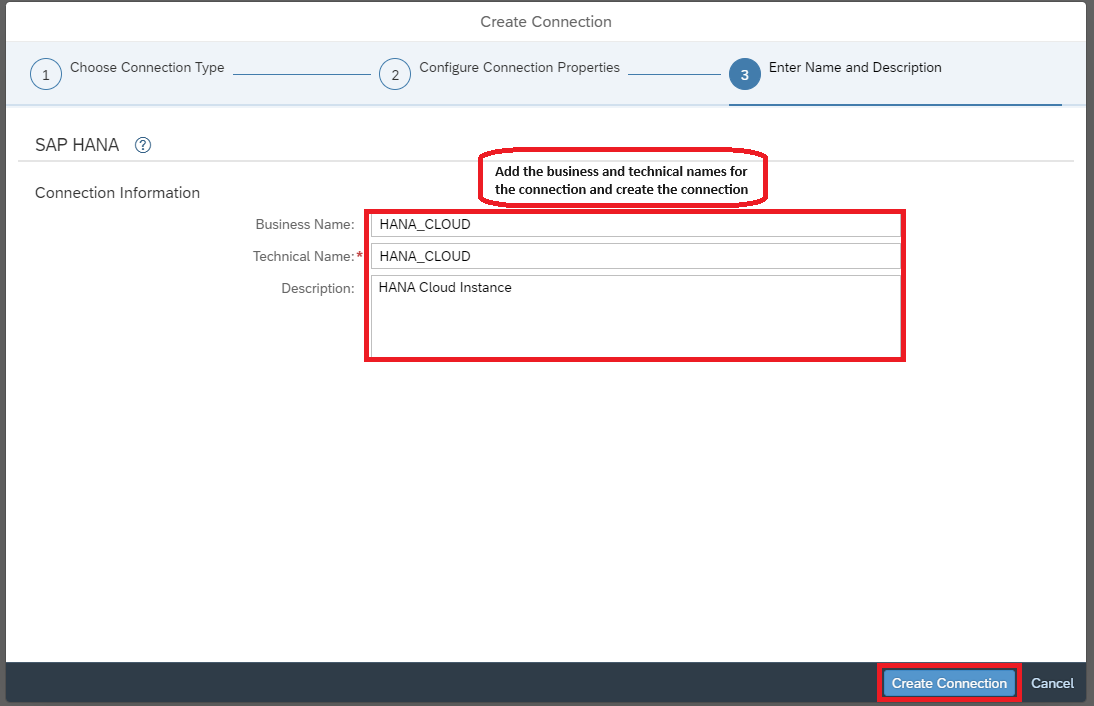 Create Connection
1 Choose Connection Type 2 Configure Connection Properties 3 Enter Name and Description
SAP HANA ?
Add the business and technical names for
the connection and create the connection
Connection Information
Business Name: HANA_CLOUD
Technical Name:* HANA_CLOUD
Description: HANA Cloud Instance
Create Connection Cancel